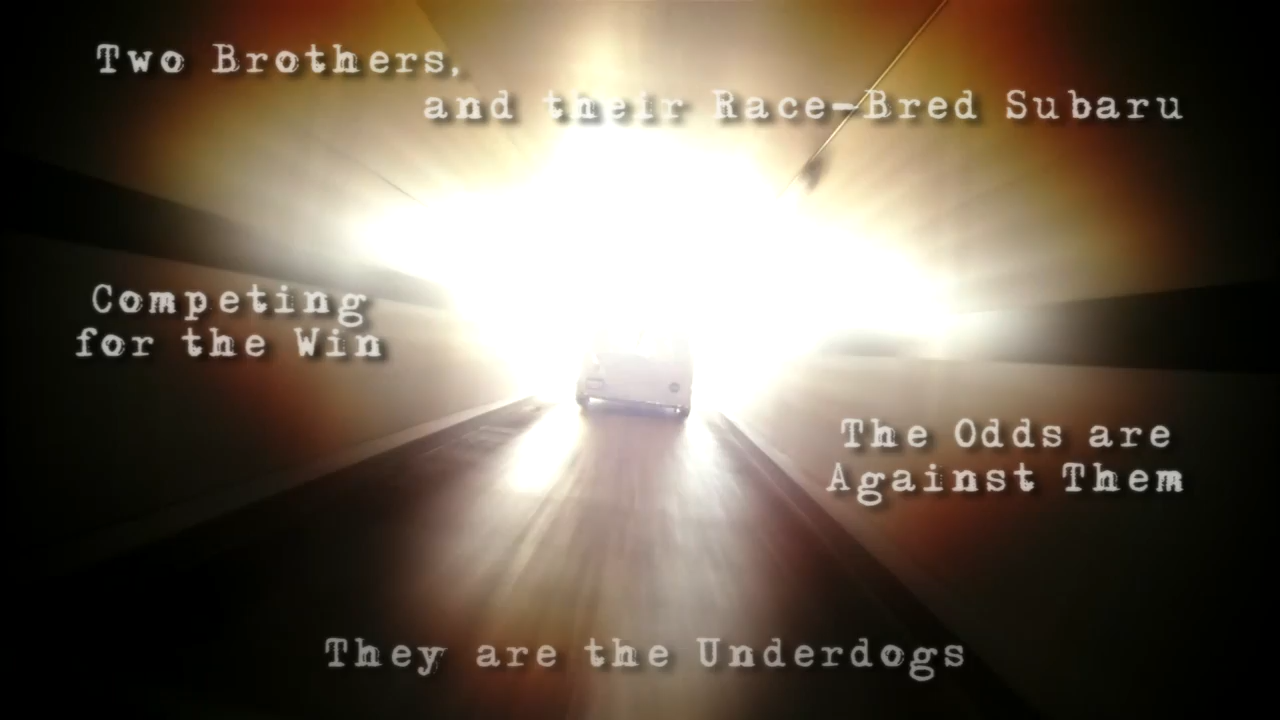 Two Brothers,
and their Race-Bred Subaru
Competing
for the Win
The Odds are
Against Them
They are the Underdogs